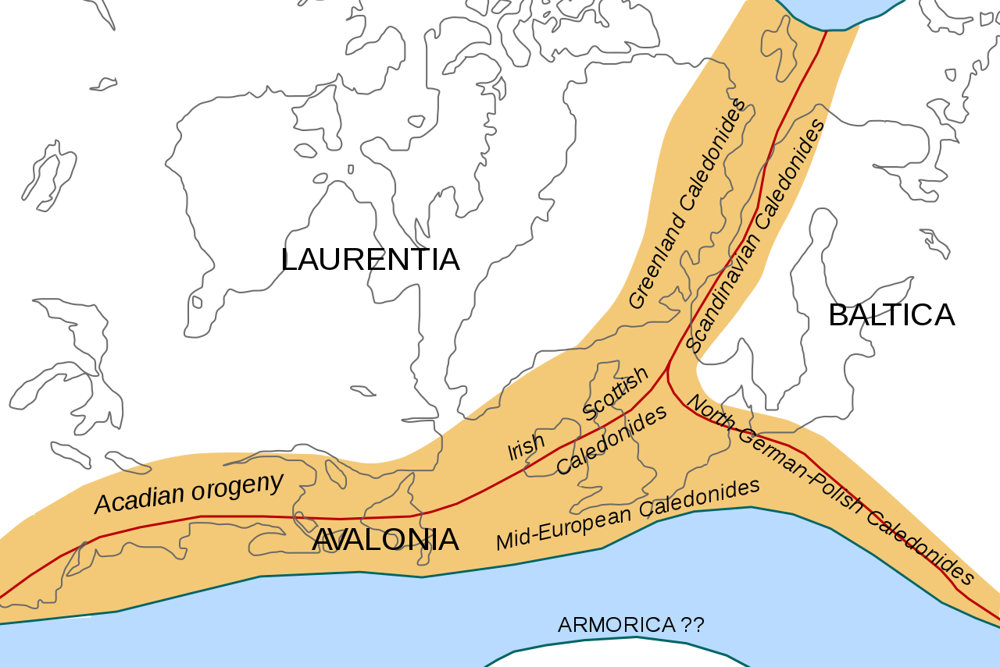 Greenland Caledonides
Scandinavian Caledonides
LAURENTIA
BALTICA
Scottish
Irish
Caledonides
North-German-Polish Caledonides
Acadian orogeny
Mid-European Caledonides
AVALONIA
ARMORICA ??